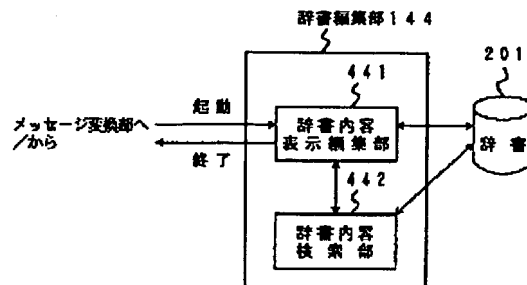 辞書編集部144
441
201
起動
メッセージ変換部へ
/から
終了
辞書内容
表示編集部
辞書
442
辞書内容
検索部